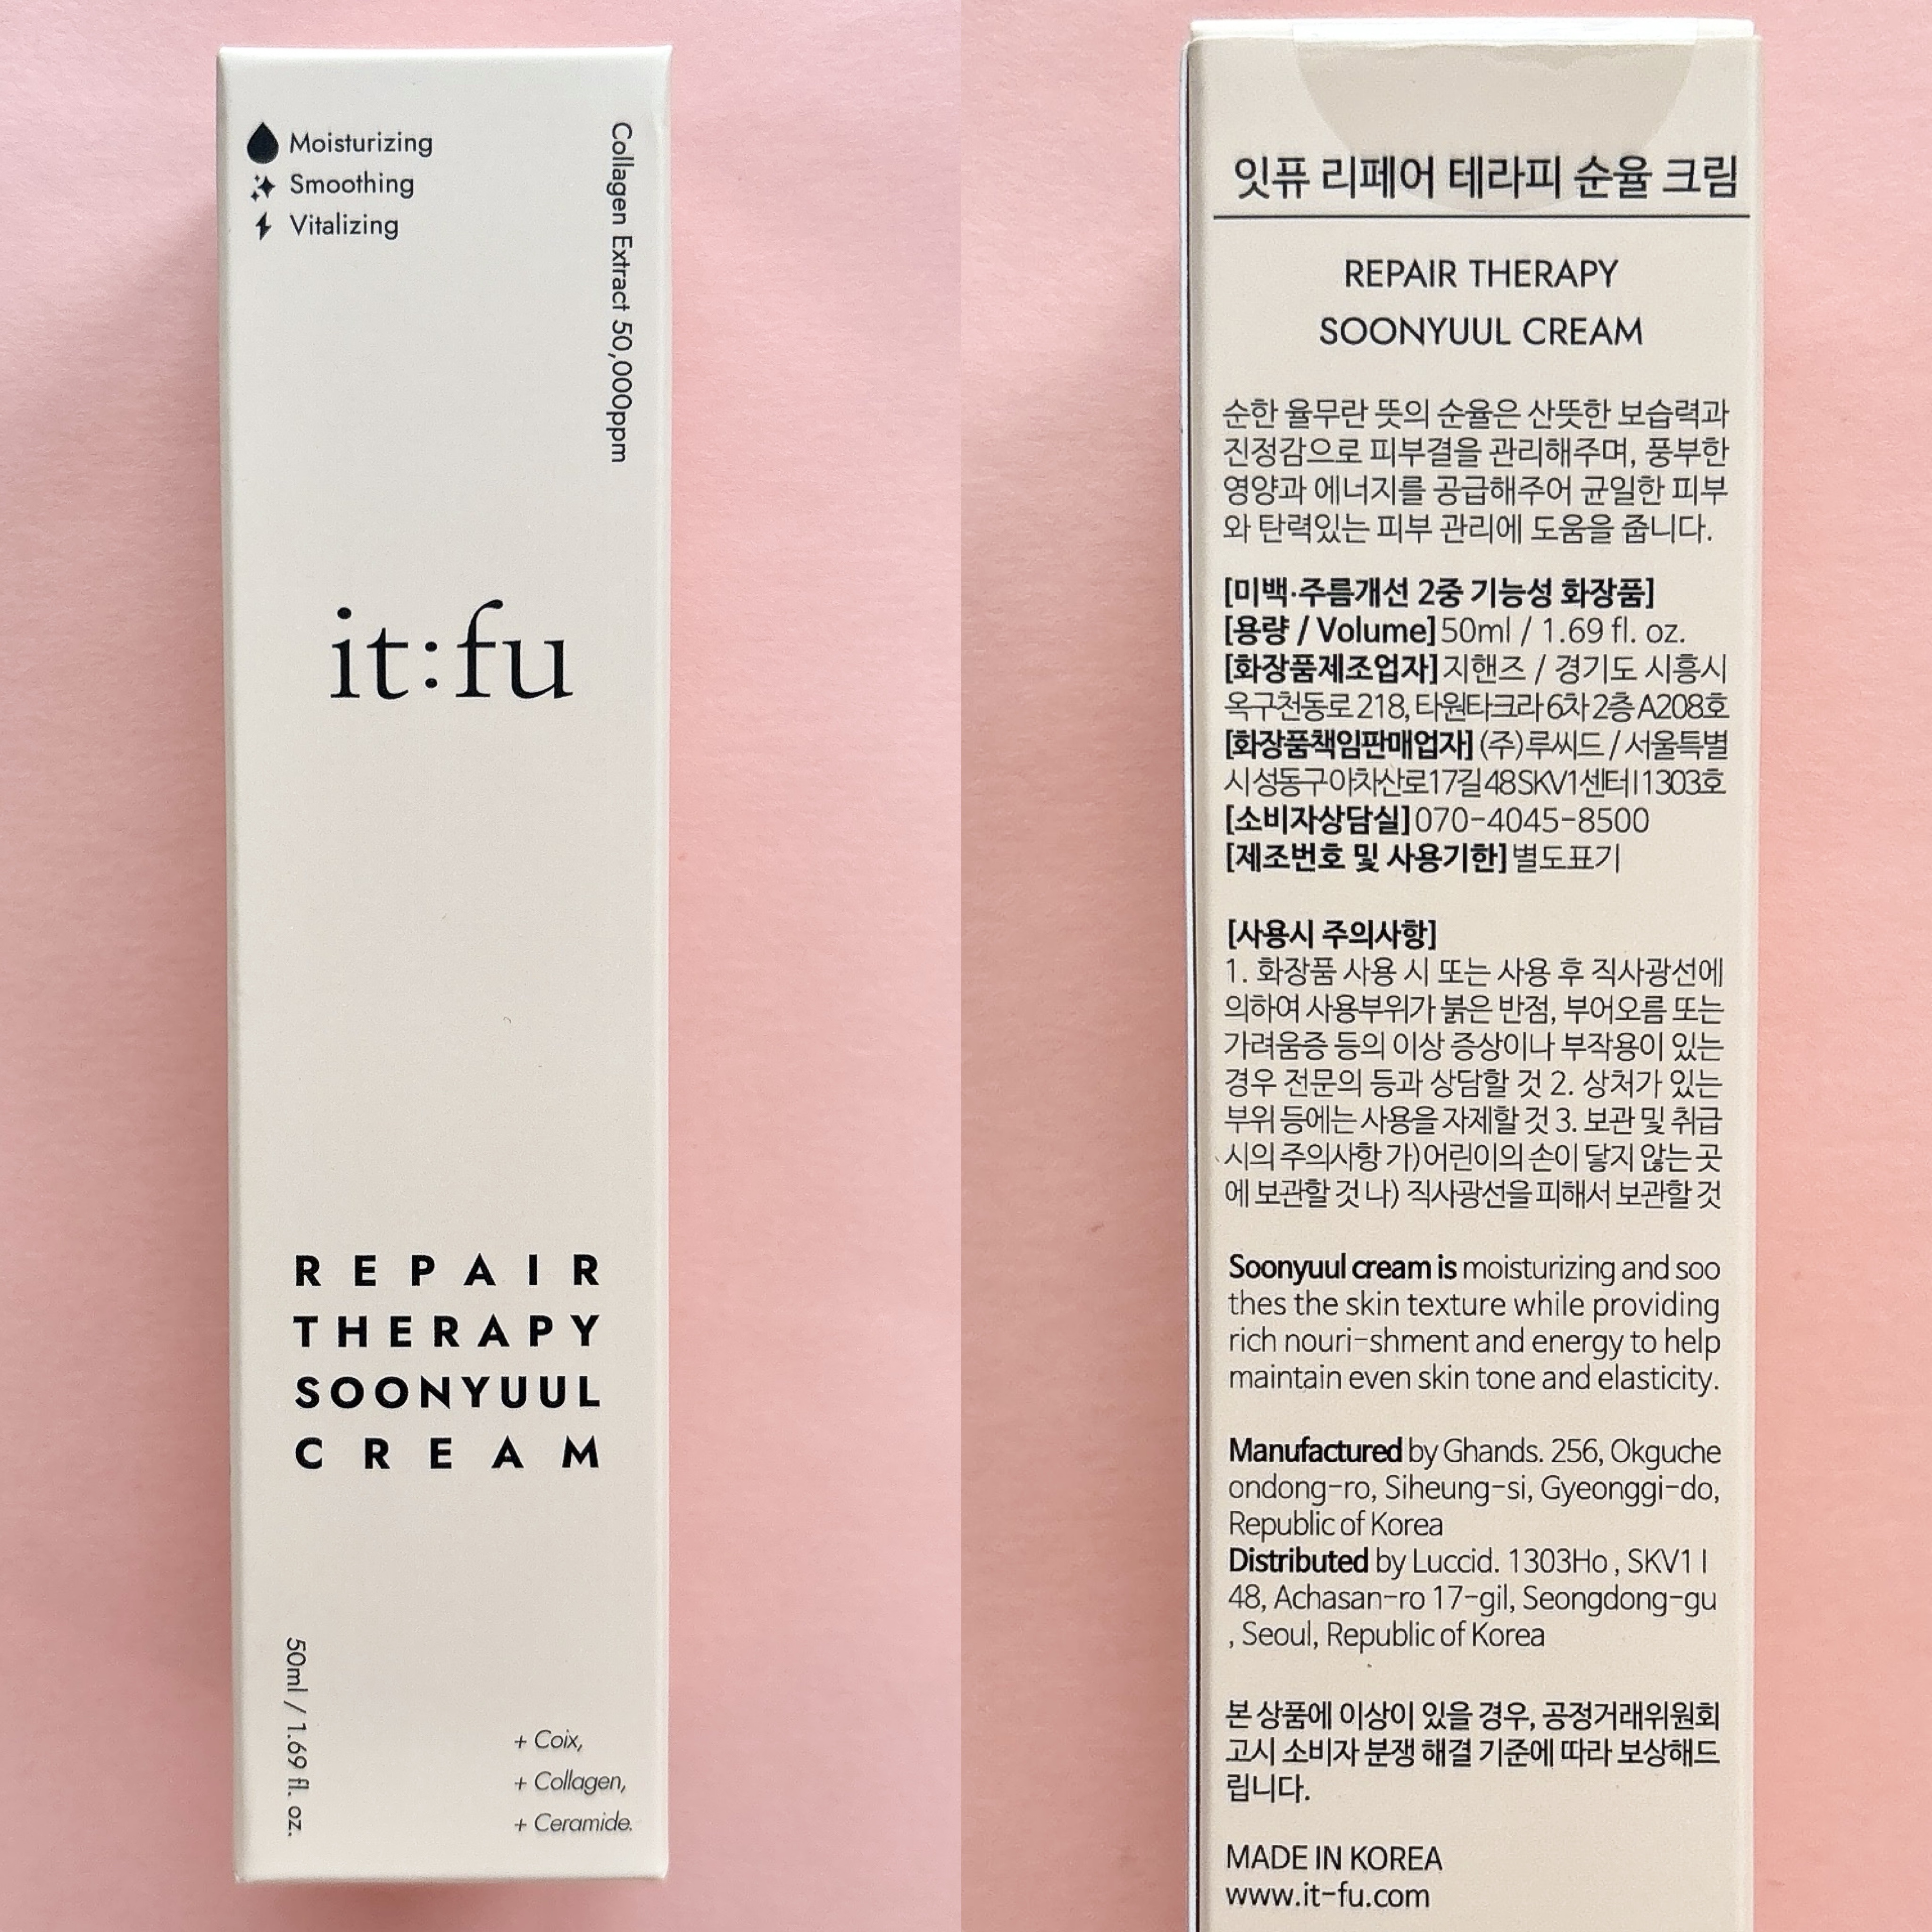 Moisturizing
Smoothing
Vitalizing
Collagen Extract 50,000ppm
it:fu
REPAIR
THERAPY
SOONYUUL
CREAM
50ml / 1.69 fl. oz.
+ Coix,
+ Collagen,
+ Ceramide.
잇퓨 리페어 테라피 순율 크림
REPAIR THERAPY
SOONYUUL CREAM
순한 율무란 뜻의 순율은 산뜻한 보습력과
진정감으로 피부결을 관리해주며, 풍부한
영양과 에너지를 공급해주어 균일한 피부
와 탄력있는 피부 관리에 도움을 줍니다.
[미백·주름개선 2중 기능성 화장품]
[용량 / Volume] 50ml / 1.69 fl. oz.
[화장품제조업자] 지핸즈 / 경기도 시흥시
옥구천동로 218, 타원타크라 6차 2층 A208호
[화장품책임판매업자] (주)루씨드 / 서울특별
시 성동구 아차산로17길 48 SKV1센터 I 1303호
[소비자상담실] 070-4045-8500
[제조번호 및 사용기한] 별도표기
[사용시 주의사항]
1. 화장품 사용 시 또는 사용 후 직사광선에
의하여 사용부위가 붉은 반점, 부어오름 또는
가려움증 등의 이상 증상이나 부작용이 있는
경우 전문의 등과 상담할 것 2. 상처가 있는
부위 등에는 사용을 자제할 것 3. 보관 및 취급
시의 주의사항 가)어린이의 손이 닿지 않는 곳
에 보관할 것 나) 직사광선을 피해서 보관할 것
Soonyuul cream is moisturizing and soo
thes the skin texture while providing
rich nouri-shment and energy to help
maintain even skin tone and elasticity.
Manufactured by Ghands. 256, Okguche
ondong-ro, Siheung-si, Gyeonggi-do,
Republic of Korea
Distributed by Luccid. 1303Ho , SKV1 I
48, Achasan-ro 17-gil, Seongdong-gu
, Seoul, Republic of Korea
본 상품에 이상이 있을 경우, 공정거래위원회
고시 소비자 분쟁 해결 기준에 따라 보상해드
립니다.
MADE IN KOREA
www.it-fu.com